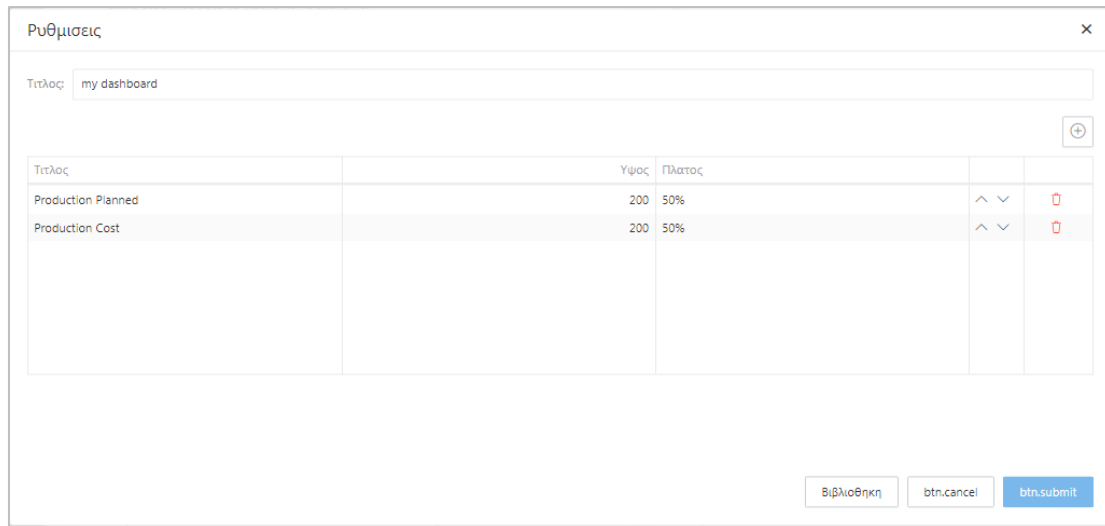 Ρυθμισεις
Τιτλος: my dashboard
Τιτλος Υψος Πλατος
Production Planned 200 50%
Production Cost 200 50%
Βιβλιοθηκη btn.cancel btn.submit